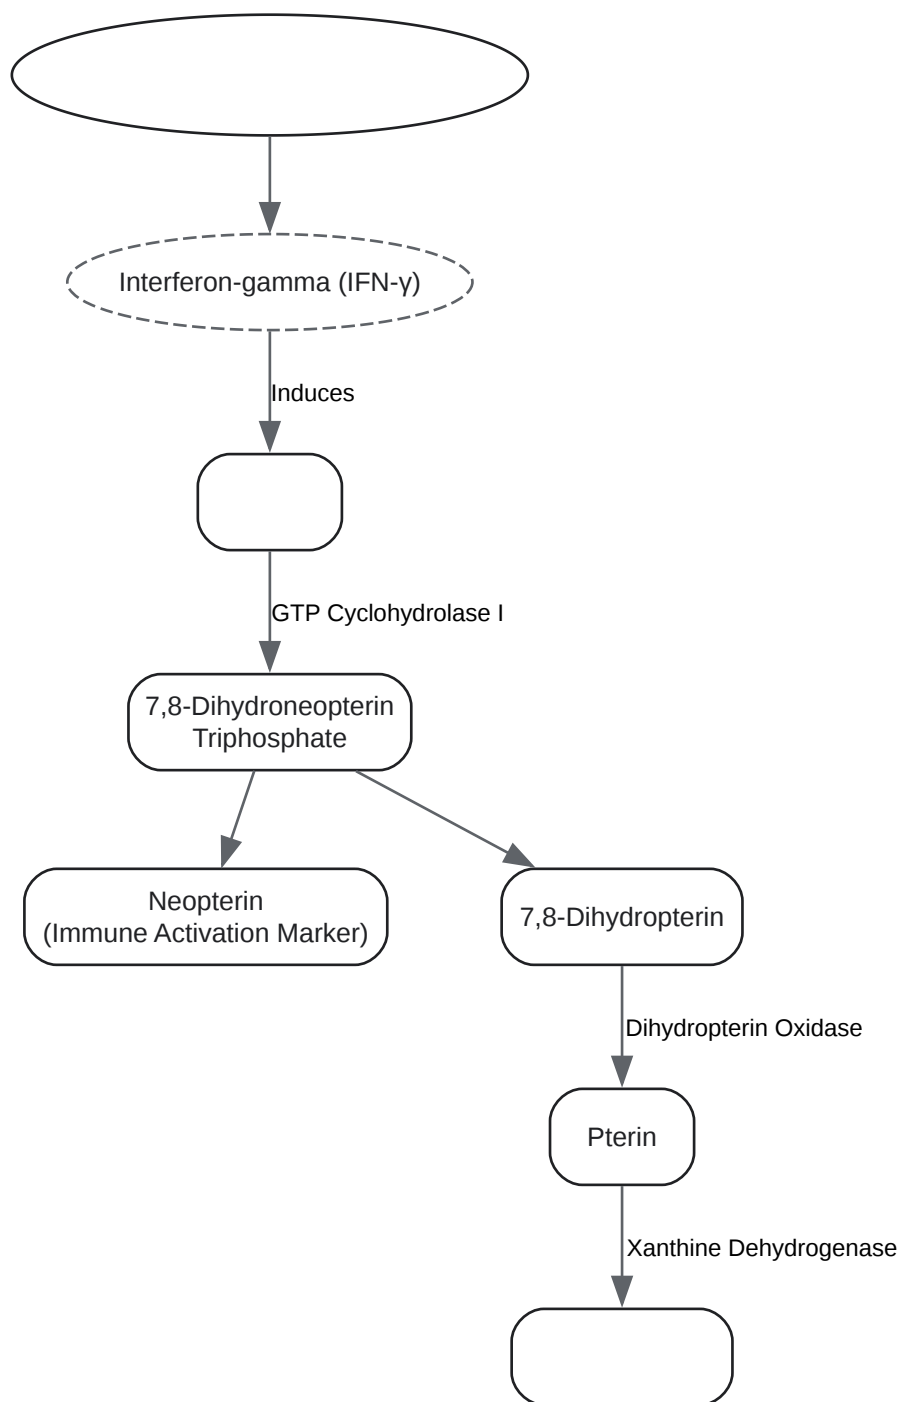 Interferon-gamma (IFN-γ)
Induces
GTP Cyclohydrolase I
7,8-Dihydroneopterin
Triphosphate
Neopterin
(Immune Activation Marker)
7,8-Dihydropterin
Dihydropterin Oxidase
Pterin
Xanthine Dehydrogenase